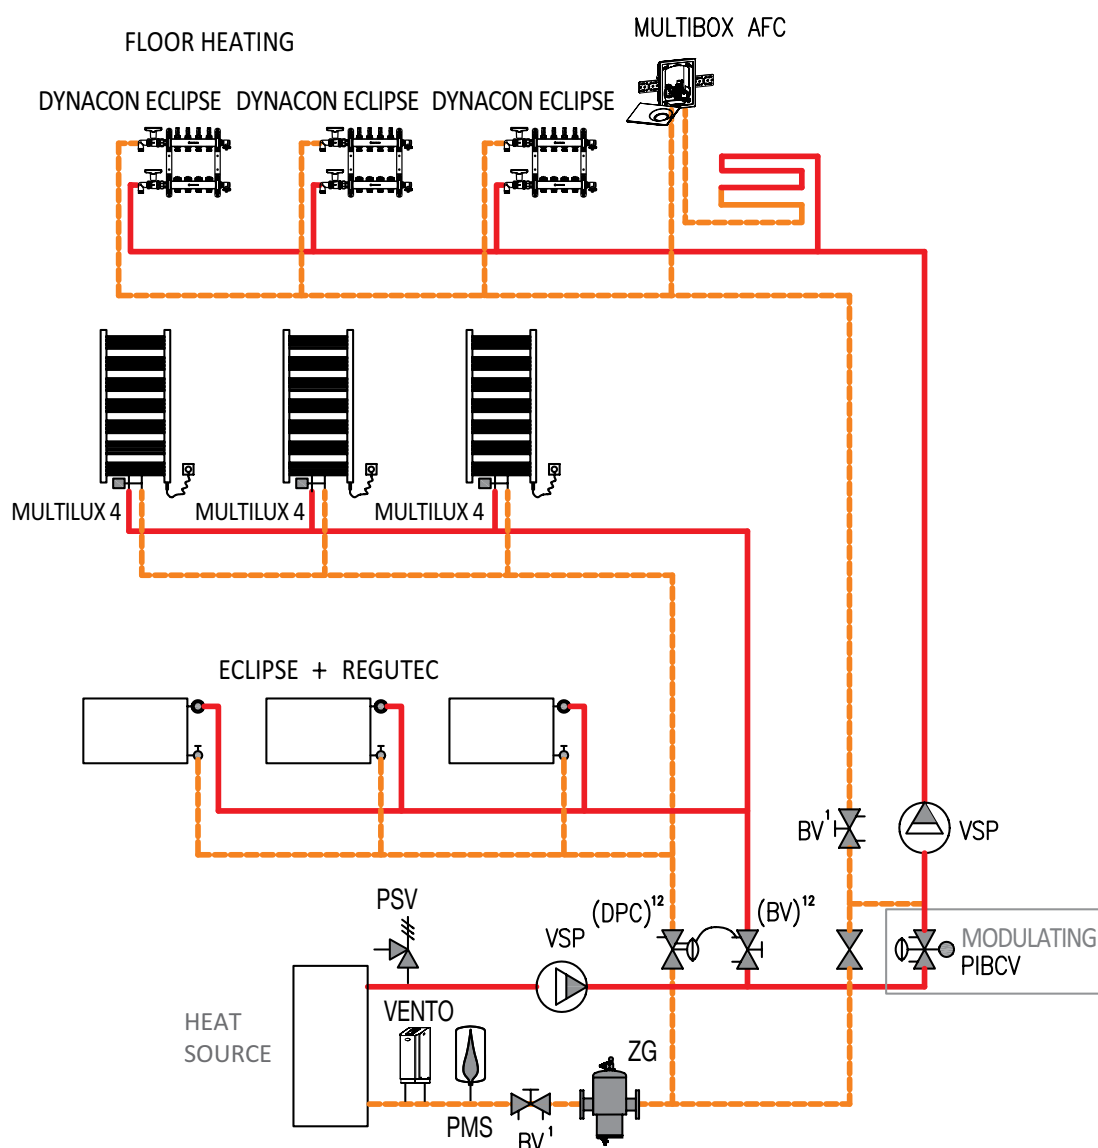 MULTIBOX AFC
FLOOR HEATING
DYNACON ECLIPSE DYNACON ECLIPSE DYNACON ECLIPSE
MULTILUX 4 MULTILUX 4 MULTILUX 4
ECLIPSE + REGUTEC
BV¹
VSP
PSV
(DPC)¹²
(BV)¹²
VSP
MODULATING
PIBCV
VENTO
HEAT
SOURCE
ZG
PMS
BV¹